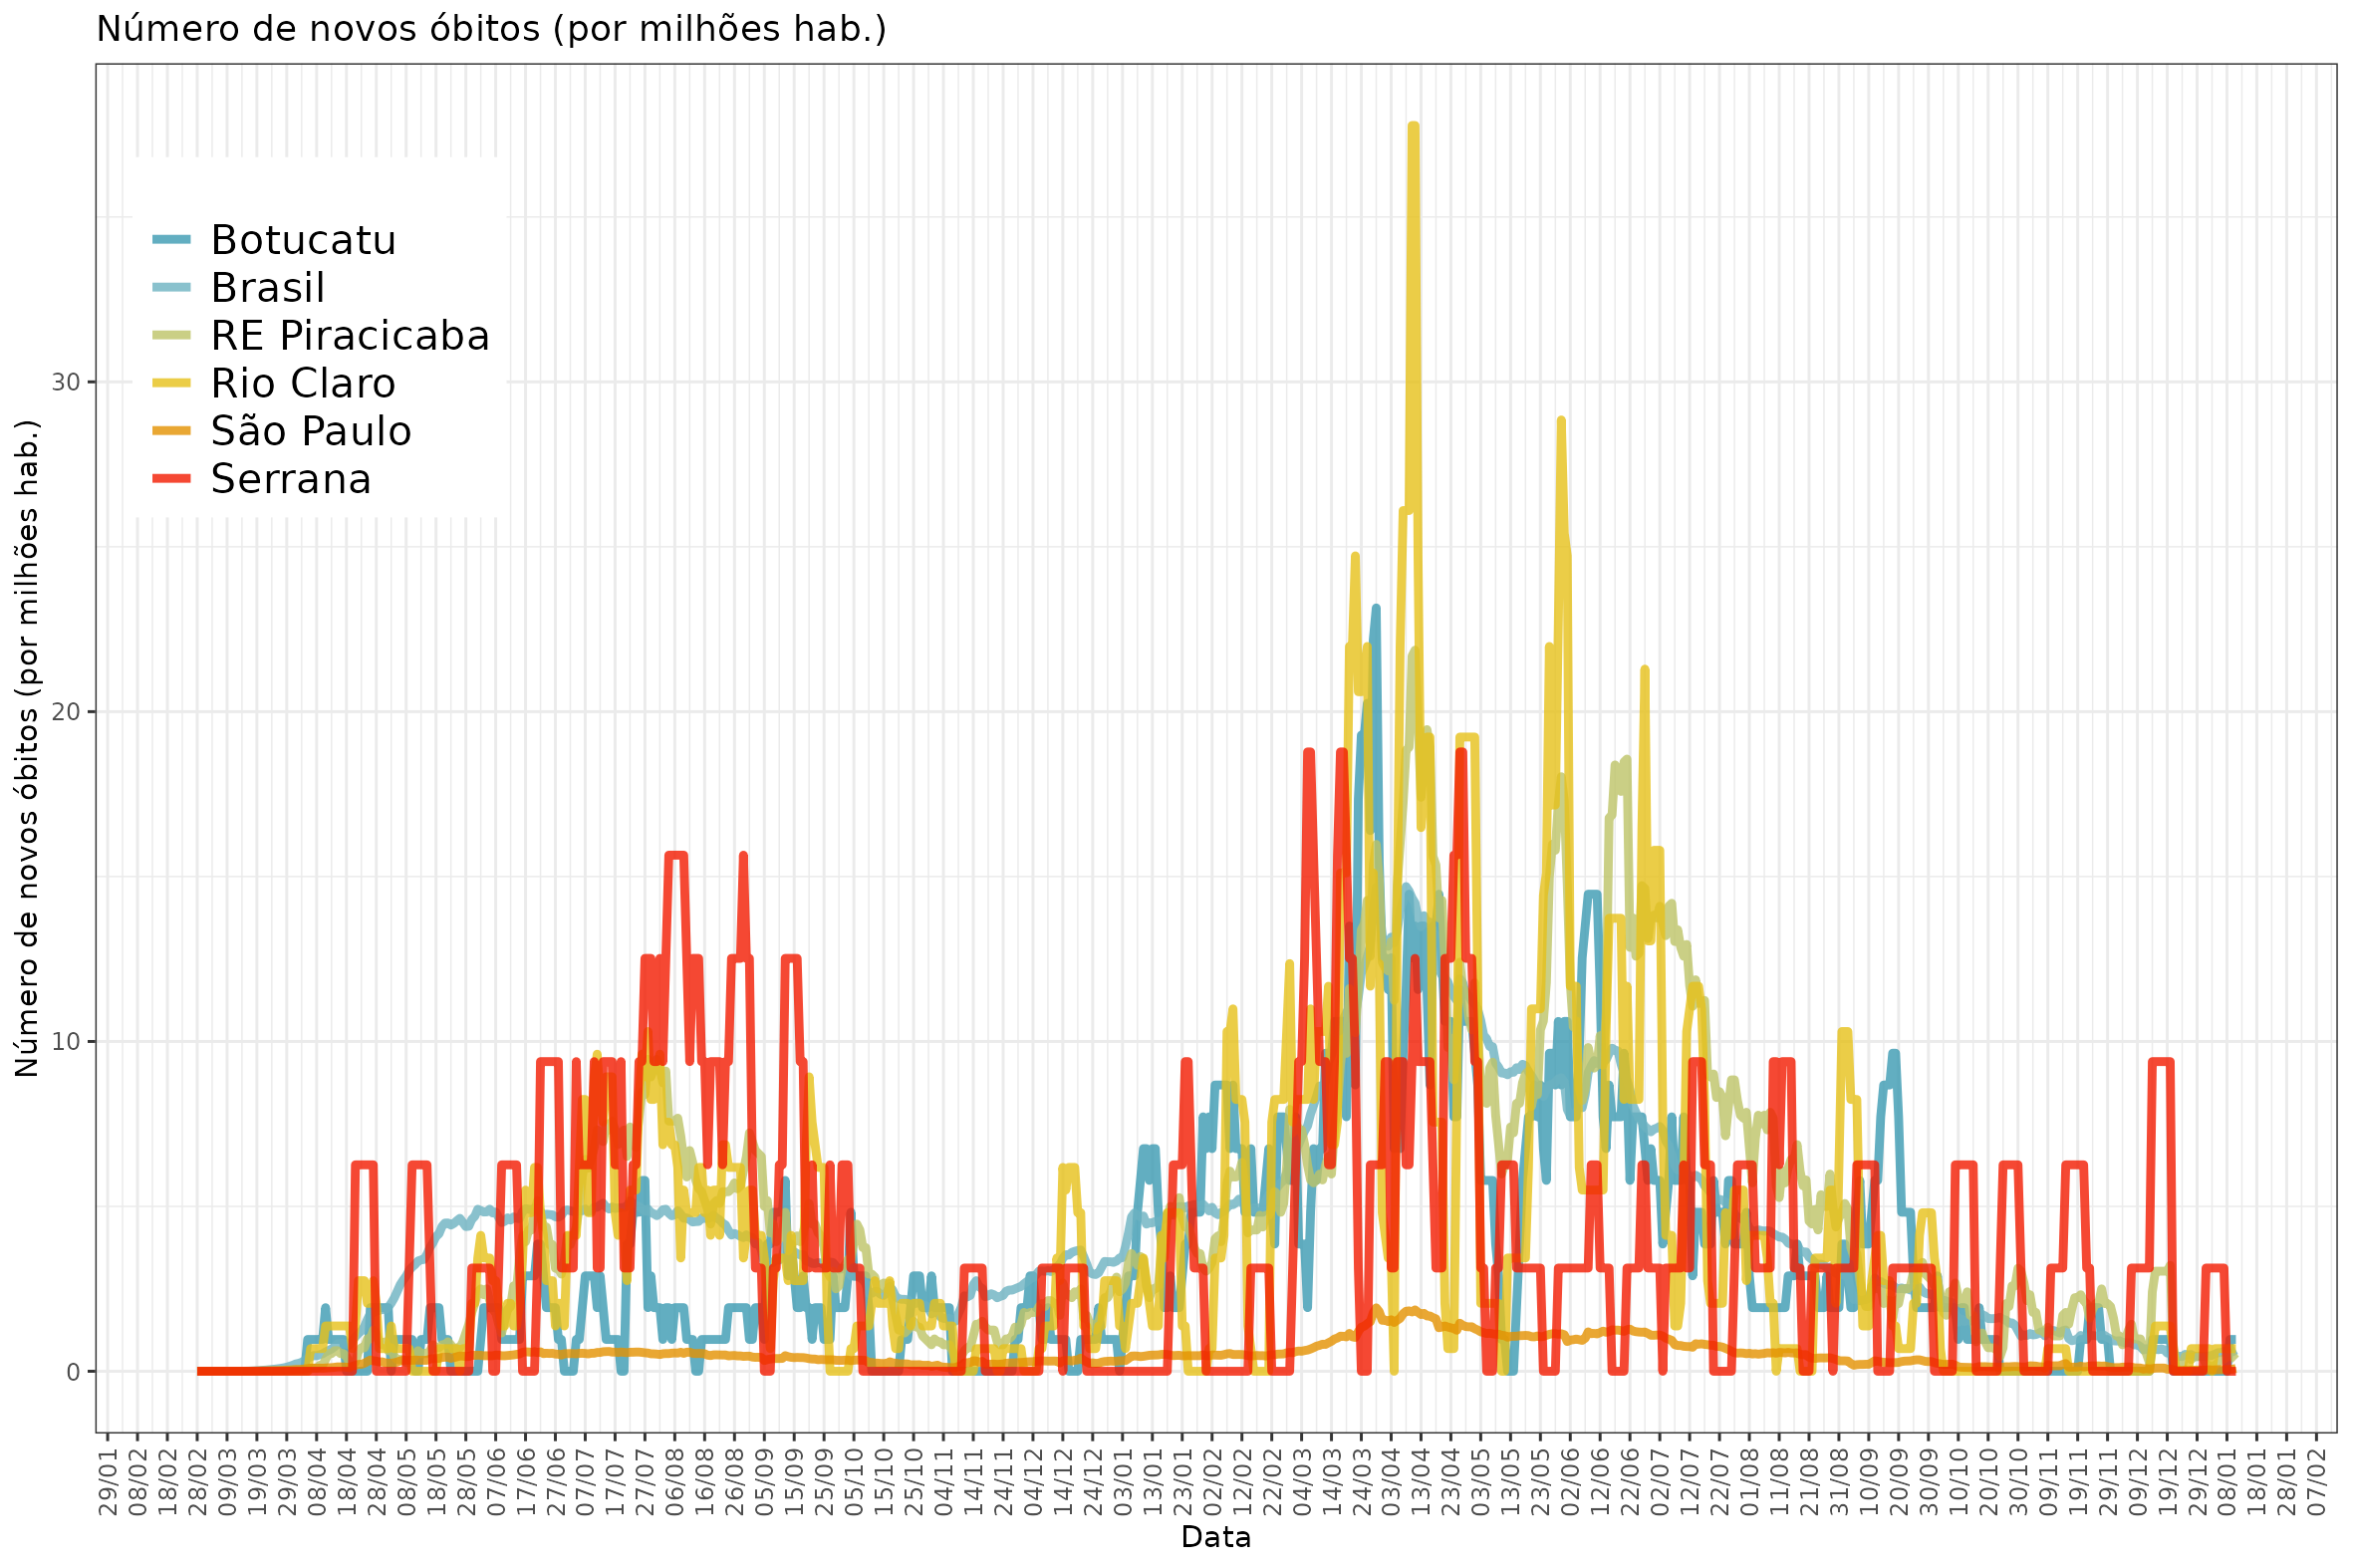 Número de novos óbitos (por milhões hab.)
Número de novos óbitos (por milhões hab.)
Botucatu
Brasil
RE Piracicaba
Rio Claro
São Paulo
Serrana
30
20
10
0
29/01 08/02 18/02 28/02 09/03 19/03 29/03 08/04 18/04 28/04 08/05 18/05 28/05 07/06 17/06 27/06 07/07 17/07 27/07 06/08 16/08 26/08 05/09 15/09 25/09 05/10 15/10 25/10 04/11 14/11 24/11 04/12 14/12 24/12 03/01 13/01 23/01 02/02 12/02 22/02 04/03 14/03 24/03 03/04 13/04 23/04 03/05 13/05 23/05 02/06 12/06 22/06 02/07 12/07 22/07 01/08 11/08 21/08 31/08 10/09 20/09 30/09 10/10 20/10 30/10 09/11 19/11 29/11 09/12 19/12 29/12 08/01 18/01 28/01 07/02
Data